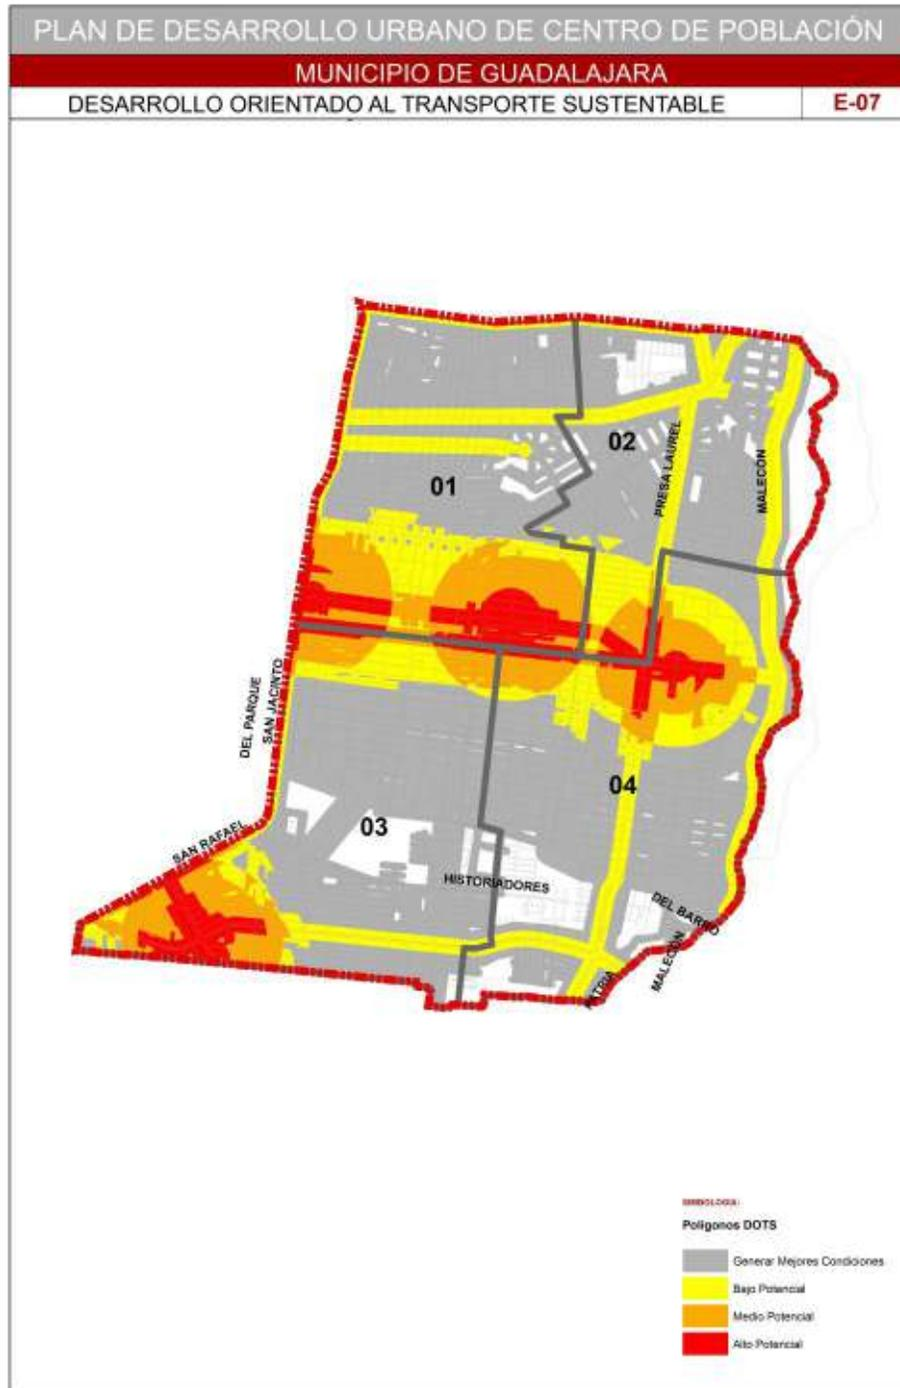 PLAN DE DESARROLLO URBANO DE CENTRO DE POBLACIÓN
MUNICIPIO DE GUADALAJARA
DESARROLLO ORIENTADO AL TRANSPORTE SUSTENTABLE
E-07
02
PRESA LAUREL
MALECÓN
01
DEL PARQUE
SAN JACINTO
04
03
SAN RAFAEL
HISTORIADORES
DEL BARRO
MALECÓN
PATRIA
SIMBOLOGIA:
Polígonos DOTS
Generar Mejores Condiciones
Bajo Potencial
Medio Potencial
Alto Potencial